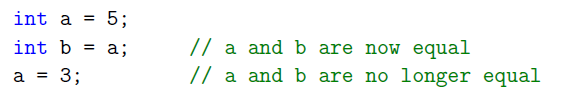 int a = 5;
int b = a;     // a and b are now equal
a = 3;         // a and b are no longer equal